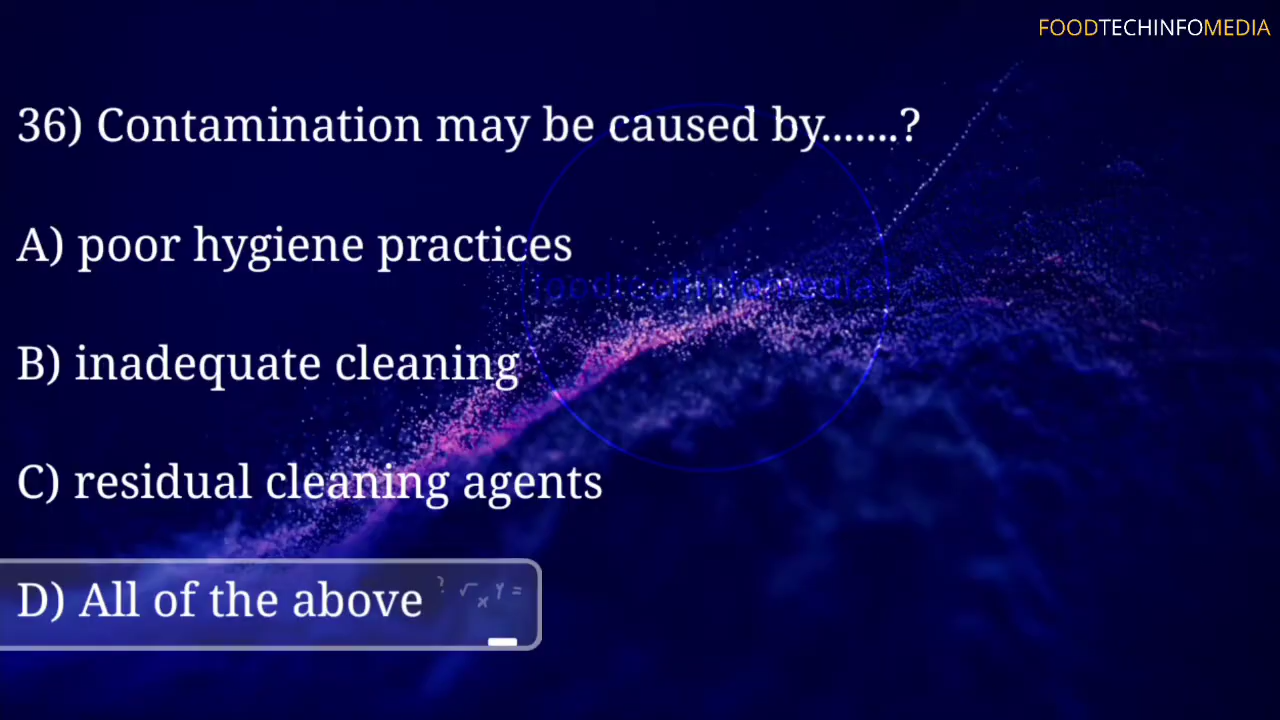 FOODTECHINFOMEDIA
36) Contamination may be caused by.......?
foodtechinfomedia
A) poor hygiene practices
B) inadequate cleaning
C) residual cleaning agents
D) All of the above
? √x Y =